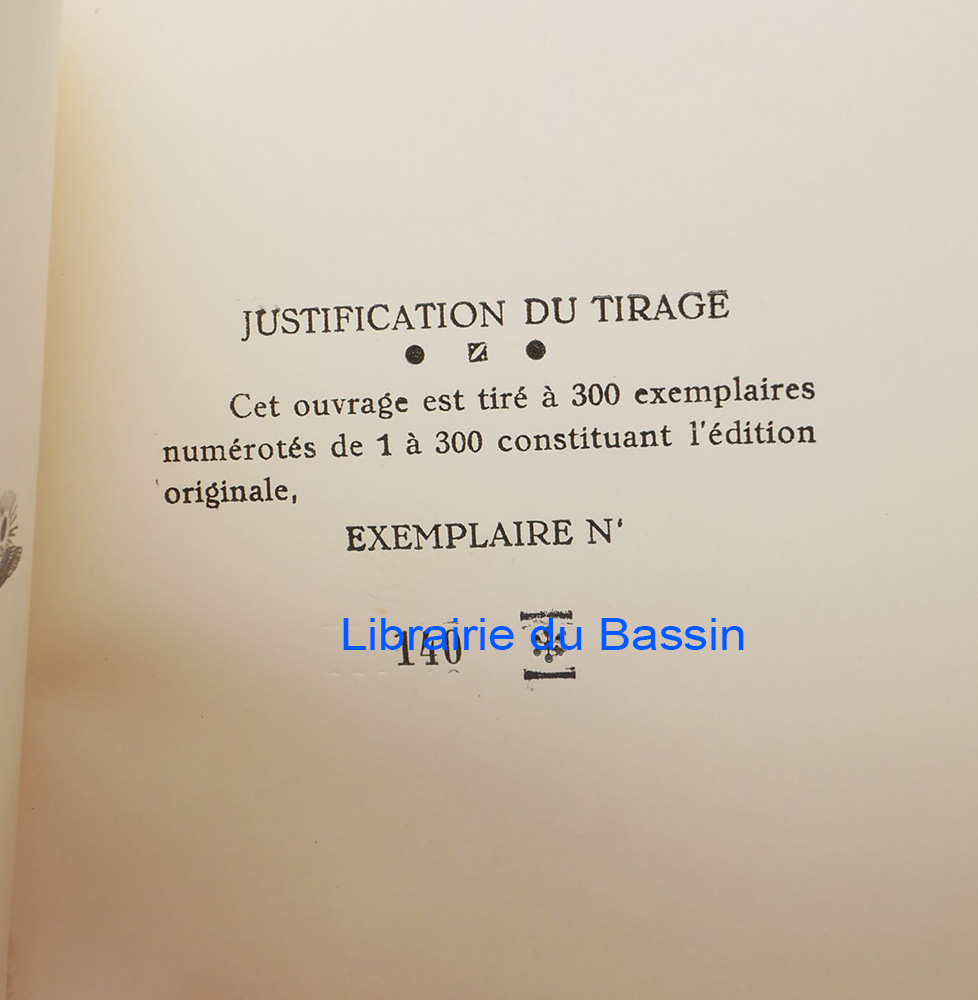 JUSTIFICATION DU TIRAGE
Cet ouvrage est tiré à 300 exemplaires
numérotés de 1 à 300 constituant l'édition
originale,
EXEMPLAIRE N'
140
Librairie du Bassin